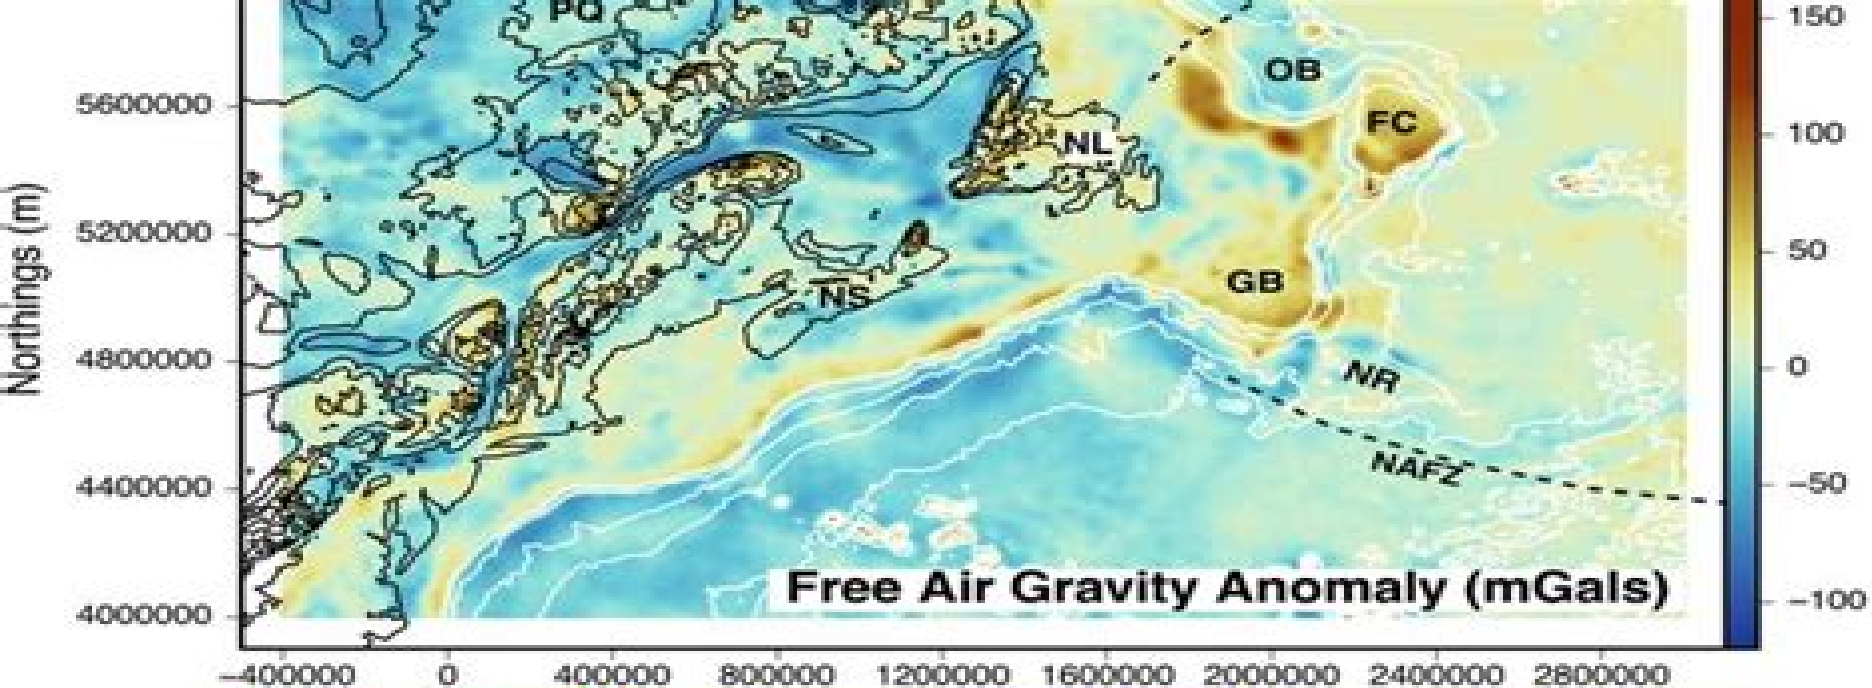 PQ
150
OB
5600000
FC
100
NL
Northings (m)
5200000
50
GB
NS
4800000
0
NR
NAFZ
4400000
−50
Free Air Gravity Anomaly (mGals)
4000000
−100
−400000 0 400000 800000 1200000 1600000 2000000 2400000 2800000